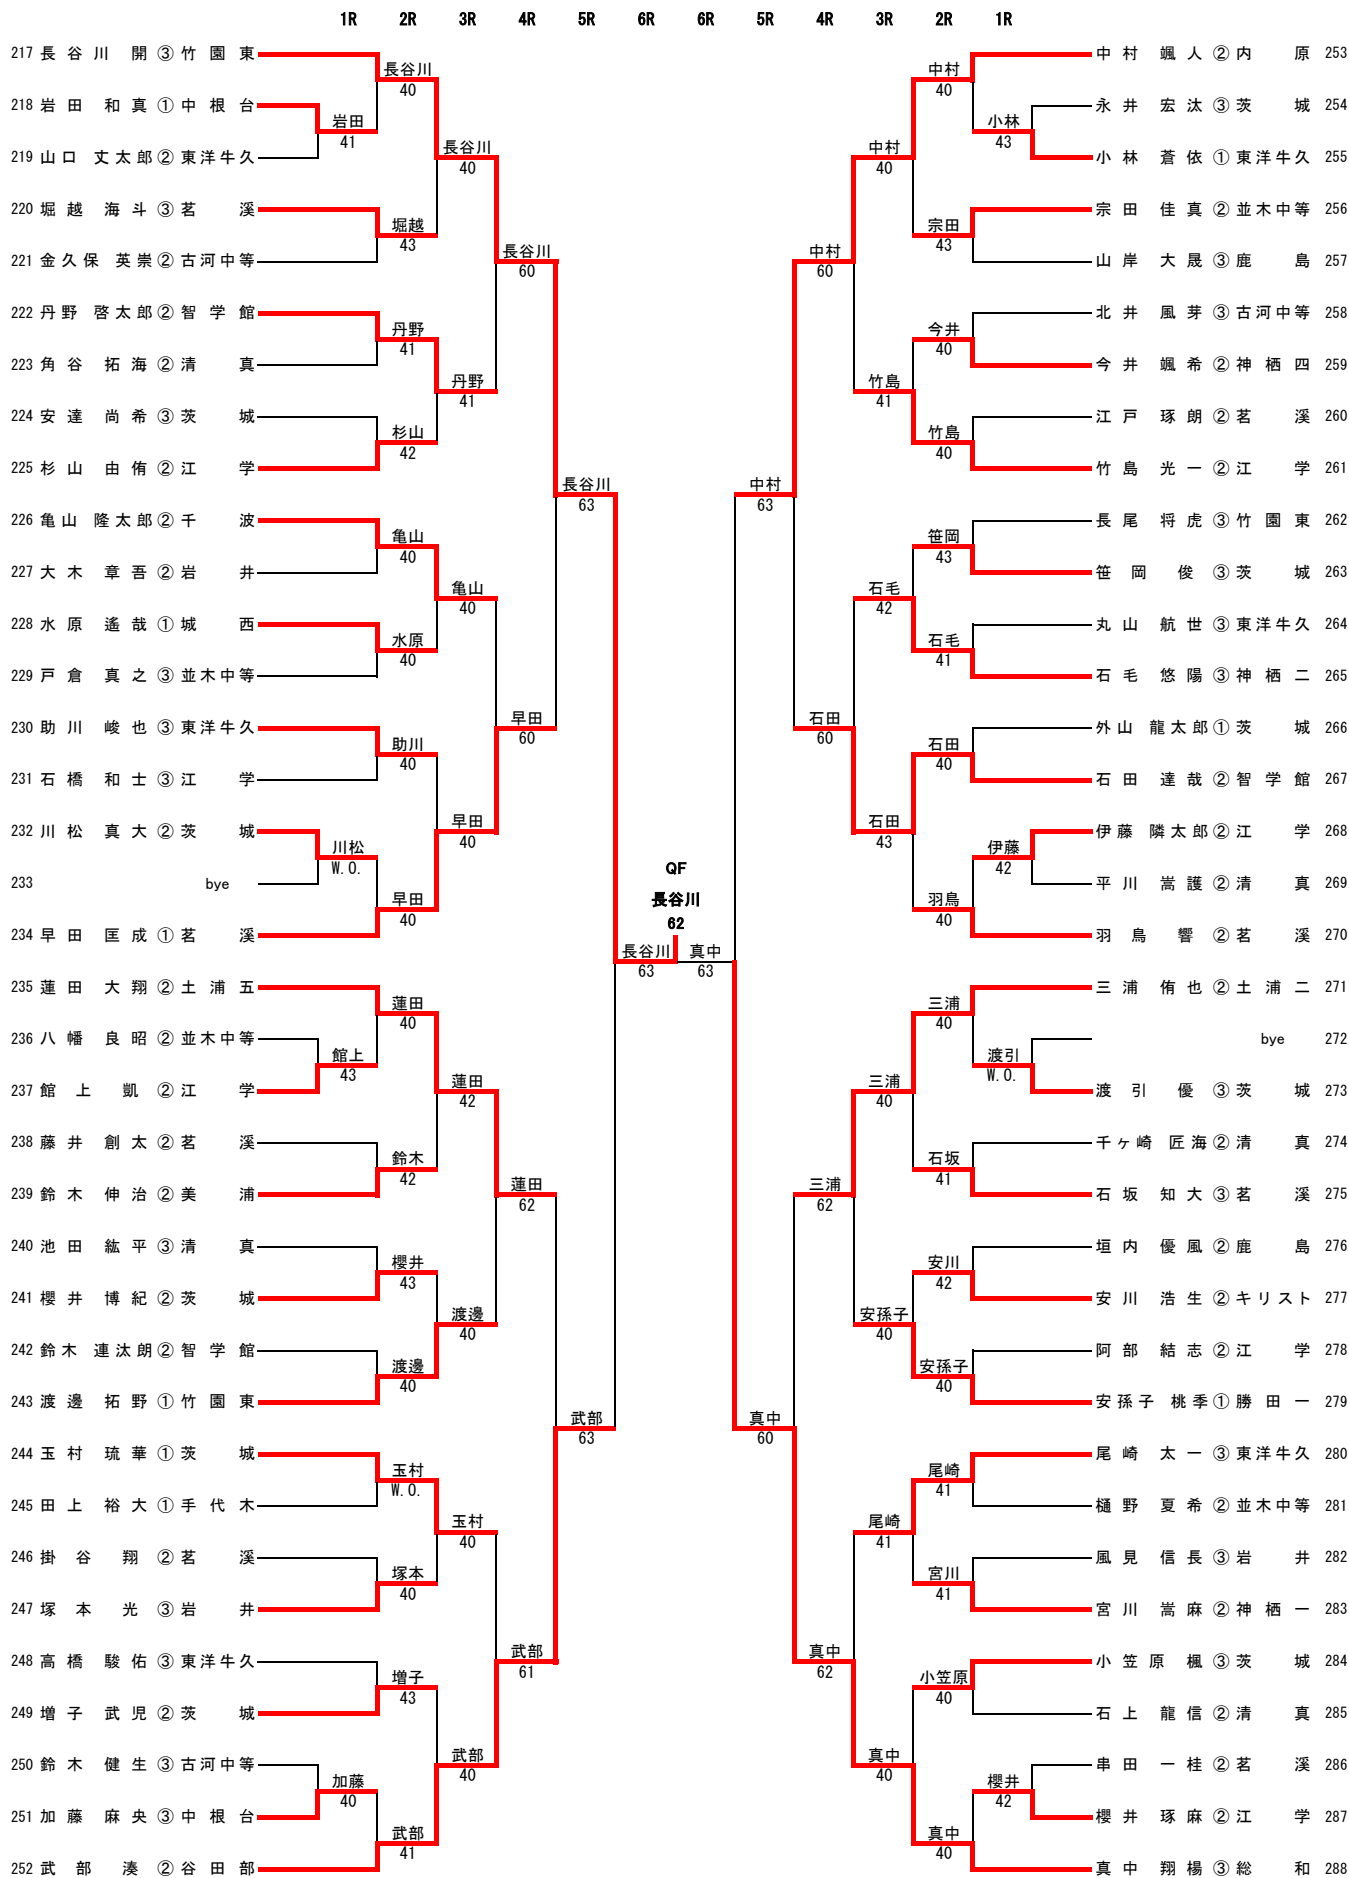 1R 2R 3R 4R 5R 6R 6R 5R 4R 3R 2R 1R
217 長谷川 開 ③ 竹園東
218 岩田 和真 ① 中根台
219 山口 丈太郎 ② 東洋牛久
220 堀越 海斗 ③ 茗溪
221 金久保 英崇 ② 古河中等
222 丹野 啓太郎 ② 智学館
223 角谷 拓海 ② 清真
224 安達 尚希 ③ 茨城
225 杉山 由侑 ② 江学
226 亀山 隆太郎 ② 千波
227 大木 章吾 ② 岩井
228 水原 遙哉 ① 城西
229 戸倉 真之 ③ 並木中等
230 助川 峻也 ③ 東洋牛久
231 石橋 和士 ③ 江学
232 川松 真大 ② 茨城
233 bye
234 早田 匡成 ① 茗溪
235 蓮田 大翔 ② 土浦五
236 八幡 良昭 ② 並木中等
237 館上 凱 ② 江学
238 藤井 創太 ② 茗溪
239 鈴木 伸治 ② 美浦
240 池田 紘平 ③ 清真
241 櫻井 博紀 ② 茨城
242 鈴木 連汰朗 ② 智学館
243 渡邊 拓野 ① 竹園東
244 玉村 琉華 ① 茨城
245 田上 裕大 ① 手代木
246 掛谷 翔 ② 茗溪
247 塚本 光 ③ 岩井
248 高橋 駿佑 ③ 東洋牛久
249 増子 武児 ② 茨城
250 鈴木 健生 ③ 古河中等
251 加藤 麻央 ③ 中根台
252 武部 湊 ② 谷田部
岩田
41
川松
W.O.
館上
43
加藤
40
長谷川
40
堀越
43
丹野
41
杉山
42
亀山
40
水原
40
助川
40
早田
40
蓮田
40
鈴木
42
櫻井
43
渡邊
40
玉村
W.O.
塚本
40
増子
43
武部
41
長谷川
40
丹野
41
亀山
40
早田
40
蓮田
42
渡邊
40
玉村
40
武部
40
長谷川
60
早田
60
蓮田
62
武部
61
長谷川
63
武部
63
長谷川
63
QF
長谷川
62
真中
63
中村
63
真中
60
中村
60
石田
60
三浦
62
真中
62
中村
40
竹島
41
石毛
42
石田
43
三浦
40
安孫子
40
尾崎
41
真中
40
中村
40
宗田
43
今井
40
竹島
40
笹岡
43
石毛
41
石田
40
羽鳥
40
三浦
40
石坂
41
安川
42
安孫子
40
尾崎
41
宮川
41
小笠原
40
真中
40
小林
43
伊藤
42
渡引
W.O.
櫻井
42
中村 颯人 ② 内原 253
永井 宏汰 ③ 茨城 254
小林 蒼依 ① 東洋牛久 255
宗田 佳真 ② 並木中等 256
山岸 大晟 ③ 鹿島 257
北井 風芽 ③ 古河中等 258
今井 颯希 ② 神栖四 259
江戸 琢朗 ② 茗溪 260
竹島 光一 ② 江学 261
長尾 将虎 ③ 竹園東 262
笹岡 俊 ③ 茨城 263
丸山 航世 ③ 東洋牛久 264
石毛 悠陽 ③ 神栖二 265
外山 龍太郎 ① 茨城 266
石田 達哉 ② 智学館 267
伊藤 隣太郎 ② 江学 268
平川 嵩護 ② 清真 269
羽鳥 響 ② 茗溪 270
三浦 侑也 ② 土浦二 271
bye 272
渡引 優 ③ 茨城 273
千ヶ崎 匠海 ② 清真 274
石坂 知大 ③ 茗溪 275
垣内 優風 ② 鹿島 276
安川 浩生 ② キリスト 277
阿部 結志 ② 江学 278
安孫子 桃季 ① 勝田一 279
尾崎 太一 ③ 東洋牛久 280
樋野 夏希 ② 並木中等 281
風見 信長 ③ 岩井 282
宮川 嵩麻 ② 神栖一 283
小笠原 楓 ③ 茨城 284
石上 龍信 ② 清真 285
串田 一桂 ② 茗溪 286
櫻井 琢麻 ② 江学 287
真中 翔楊 ③ 総和 288